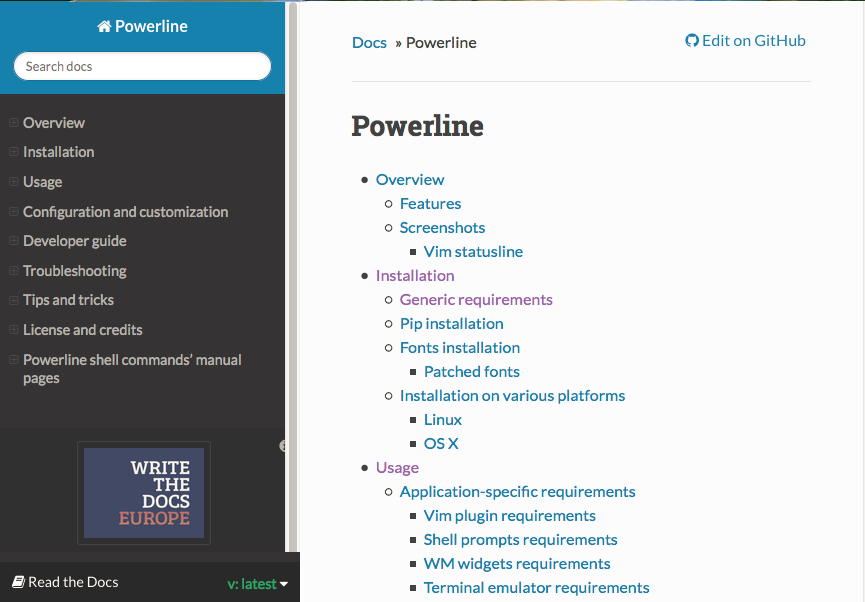 Powerline
Search docs
Overview
Installation
Usage
Configuration and customization
Developer guide
Troubleshooting
Tips and tricks
License and credits
Powerline shell commands’ manual
pages
WRITE
THE
DOCS
EUROPE
Read the Docs
v: latest
Docs » Powerline
Edit on GitHub
Powerline
Overview
Features
Screenshots
Vim statusline
Installation
Generic requirements
Pip installation
Fonts installation
Patched fonts
Installation on various platforms
Linux
OS X
Usage
Application-specific requirements
Vim plugin requirements
Shell prompts requirements
WM widgets requirements
Terminal emulator requirements